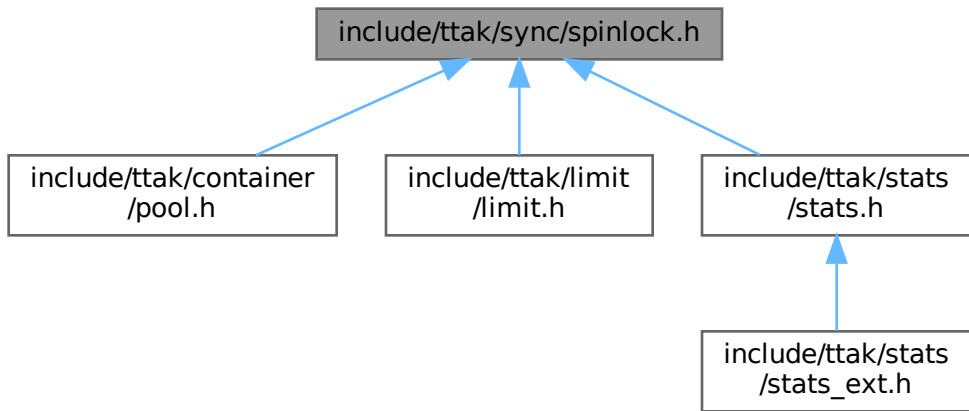 include/ttak/sync/spinlock.h
include/ttak/container
/pool.h
include/ttak/limit
/limit.h
include/ttak/stats
/stats.h
include/ttak/stats
/stats_ext.h